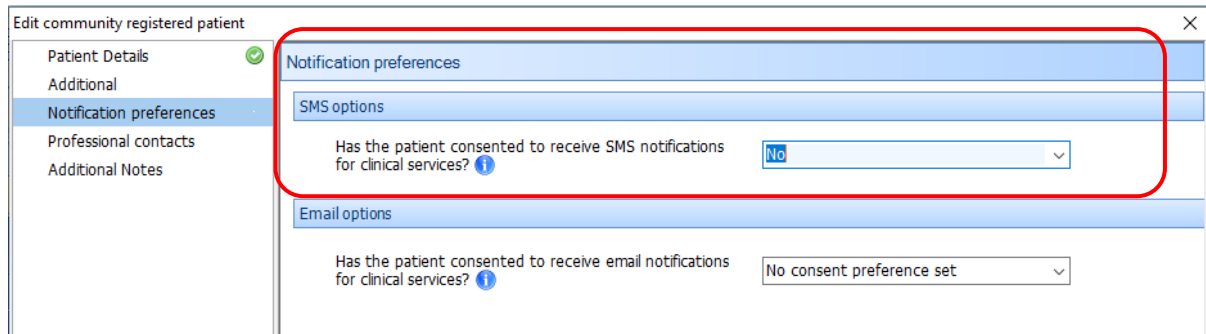 Edit community registered patient
Patient Details
Additional
Notification preferences
Professional contacts
Additional Notes
Notification preferences
SMS options
Has the patient consented to receive SMS notifications
for clinical services?
No
Email options
Has the patient consented to receive email notifications
for clinical services?
No consent preference set